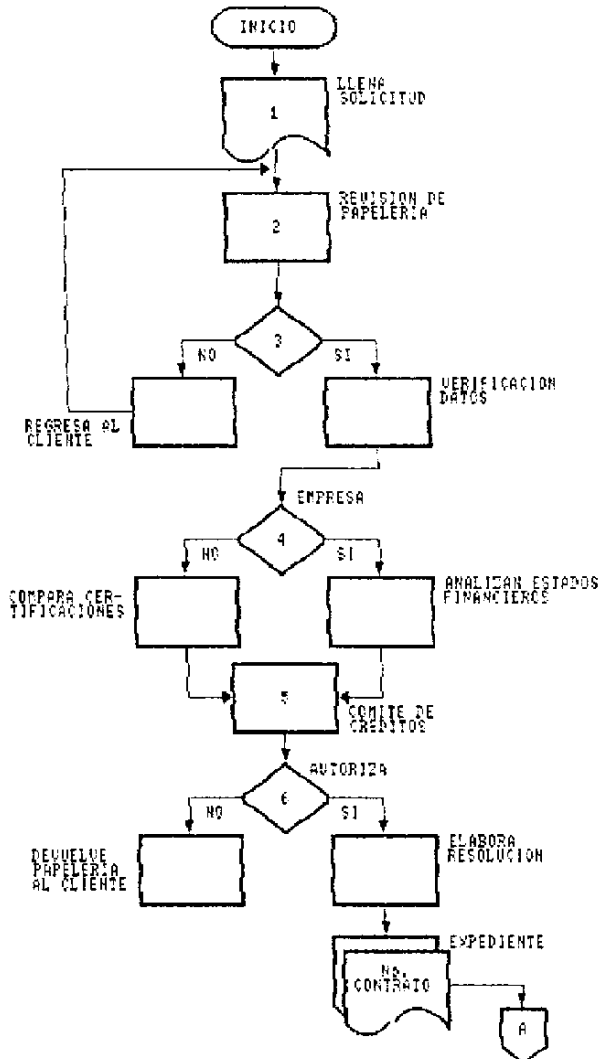 INICIO
LLENA
SOLICITUD
1
REVISION DE
PAPELERIA
2
3
NO
SI
REGRESA AL
CLIENTE
VERIFICACION
DATOS
EMPRESA
4
NO
SI
COMPARA CER-
TIFICACIONES
ANALIZAN ESTADOS
FINANCIEROS
5
COMITE DE
CREDITOS
AUTORIZA
6
NO
SI
DEVUELVE
PAPELERIA
AL CLIENTE
ELABORA
RESOLUCION
EXPEDIENTE
No.
CONTRATO
A